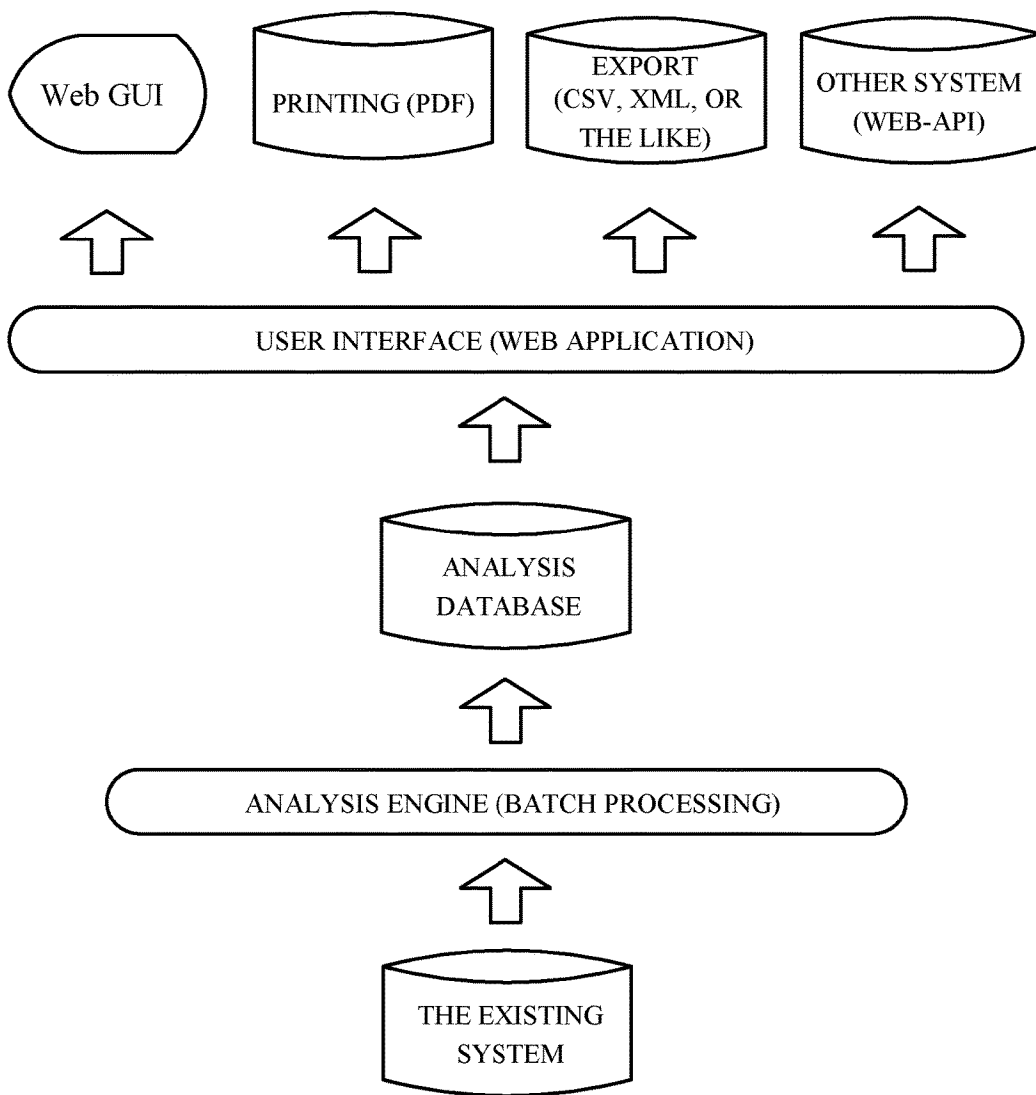 Web GUI
PRINTING (PDF)
EXPORT
(CSV, XML, OR
THE LIKE)
OTHER SYSTEM
(WEB-API)
USER INTERFACE (WEB APPLICATION)
ANALYSIS
DATABASE
ANALYSIS ENGINE (BATCH PROCESSING)
THE EXISTING
SYSTEM